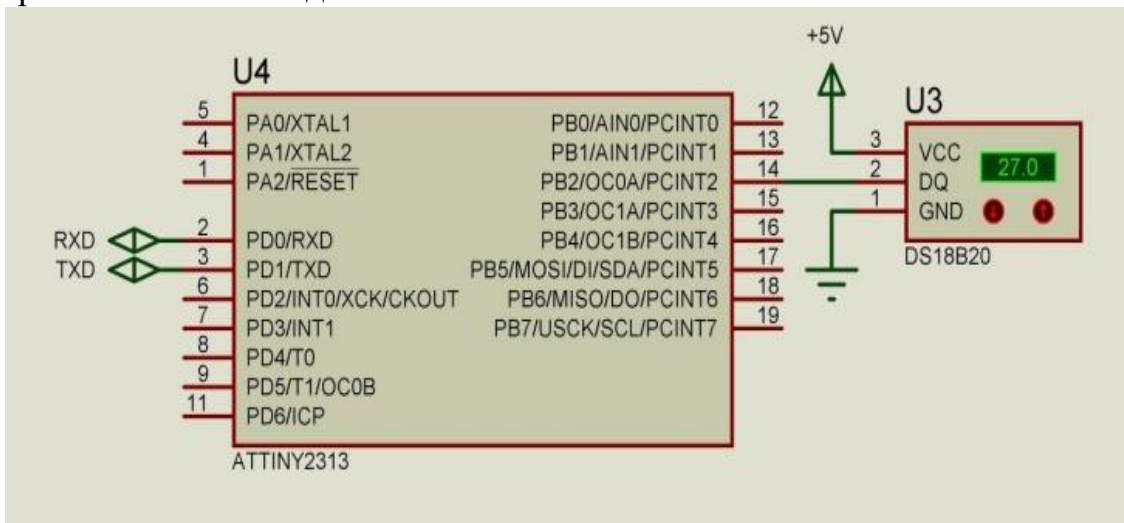 +5V
U4
U3
5 PA0/XTAL1
4 PA1/XTAL2
1 PA2/RESET
RXD 2 PD0/RXD
TXD 3 PD1/TXD
6 PD2/INT0/XCK/CKOUT
7 PD3/INT1
8 PD4/T0
9 PD5/T1/OC0B
11 PD6/ICP
PB0/AIN0/PCINT0 12
PB1/AIN1/PCINT1 13
PB2/OC0A/PCINT2 14
PB3/OC1A/PCINT3 15
PB4/OC1B/PCINT4 16
PB5/MOSI/DI/SDA/PCINT5 17
PB6/MISO/DO/PCINT6 18
PB7/USCK/SCL/PCINT7 19
ATTINY2313
3 VCC
2 DQ
1 GND
27.0
DS18B20